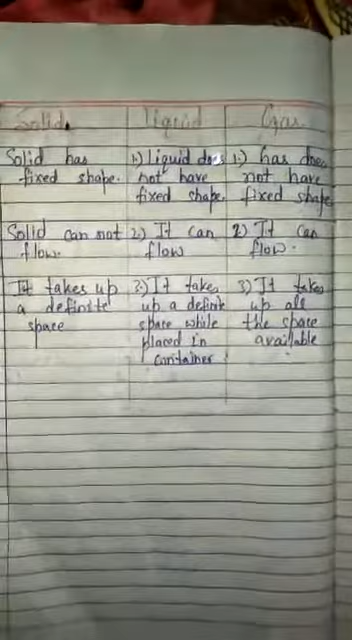 Solid. Liquid Gas
Solid has
fixed shape.
1.) Liquid does
not have
fixed shape.
1.) has does
not have
fixed shape
Solid can not
flow.
2) It can
flow
2) It can
flow.
It takes up
a definite
space
3) It takes
up a definite
space while
placed in
container
3) It takes
up all
the space
available